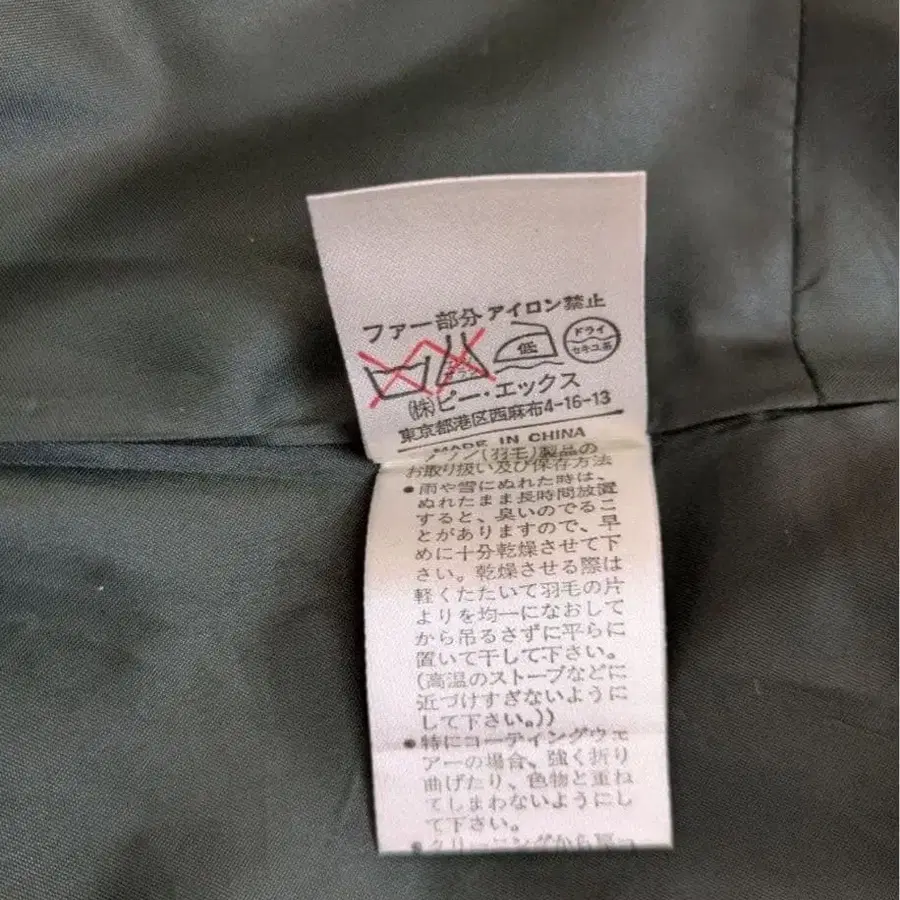 ファー部分 アイロン禁止
低
ドライ
セキユ系
㈱ビー・エックス
東京都港区西麻布4-16-13
MADE IN CHINA
ダウン(羽毛)製品の
お取り扱い及び保存方法
●雨や雪にぬれた時は、
ぬれたまま長時間放置
すると、臭いのでるこ
とがありますので、早
めに十分乾燥させて下
さい。乾燥させる際は
軽くたたいて羽毛の片
よりを均一になおして
から吊るさずに平らに
置いて干して下さい。
(高温のストーブなどに
近づけすぎないように
して下さい。))
●特にコーティングウェ
アーの場合、強く折り
曲げたり、色物と重ね
てしまわないようにし
て下さい。
●クリーニングから戻っ